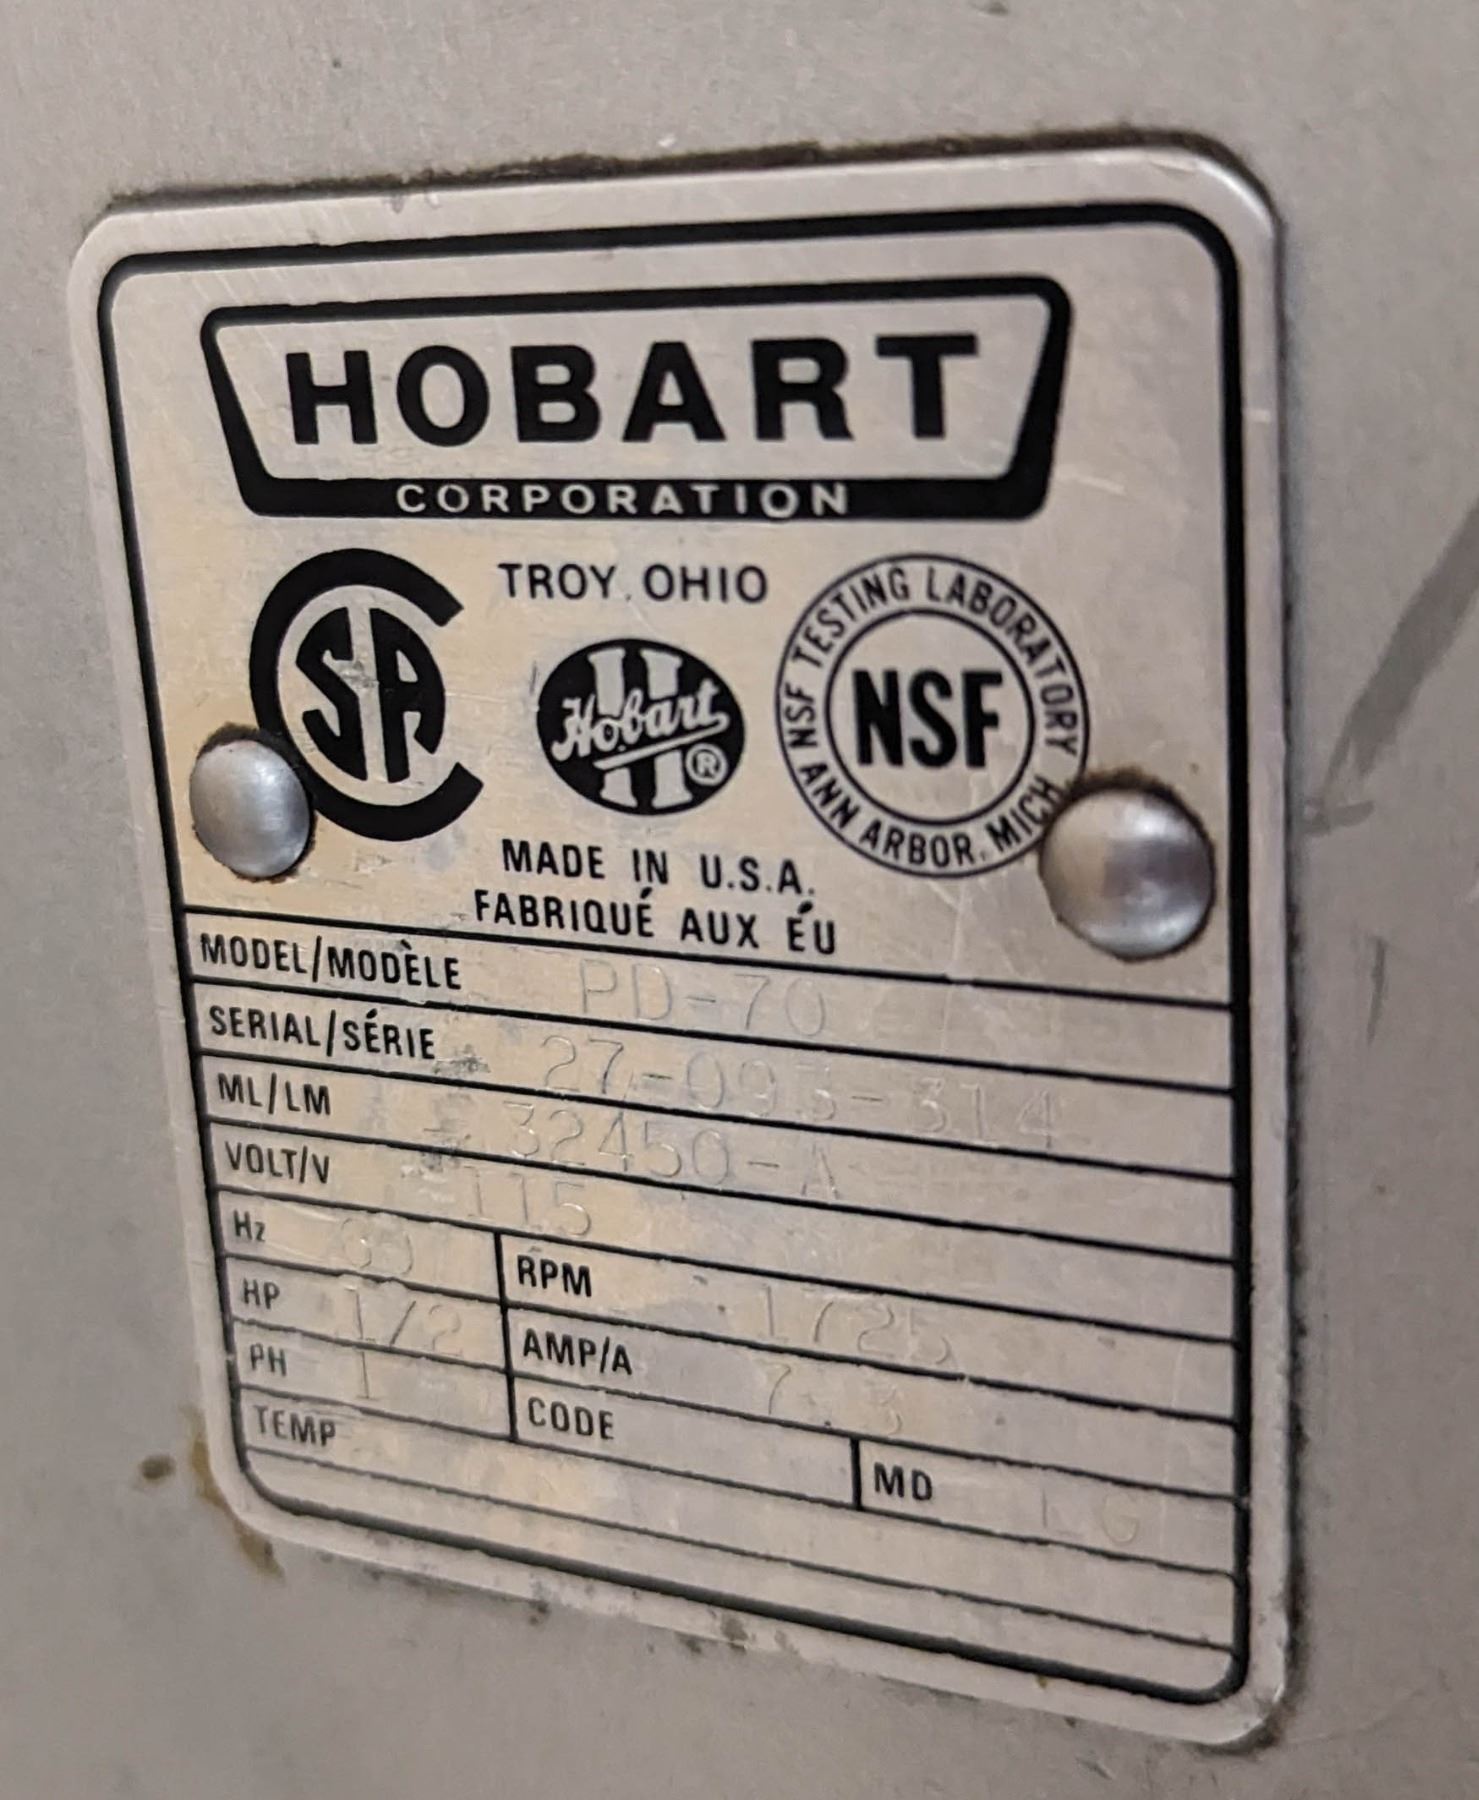 HOBART
CORPORATION
CSA
TROY, OHIO
Hobart ®
NSF TESTING LABORATORY
NSF
ANN ARBOR, MICH
MADE IN U.S.A.
FABRIQUÉ AUX ÉU
MODEL/MODÈLE PD-70
SERIAL/SÉRIE 27-093-314
ML/LM 32450-A
VOLT/V 115
Hz 60 RPM 1725
HP 1/2 AMP/A 7.3
PH 1 CODE
TEMP MD